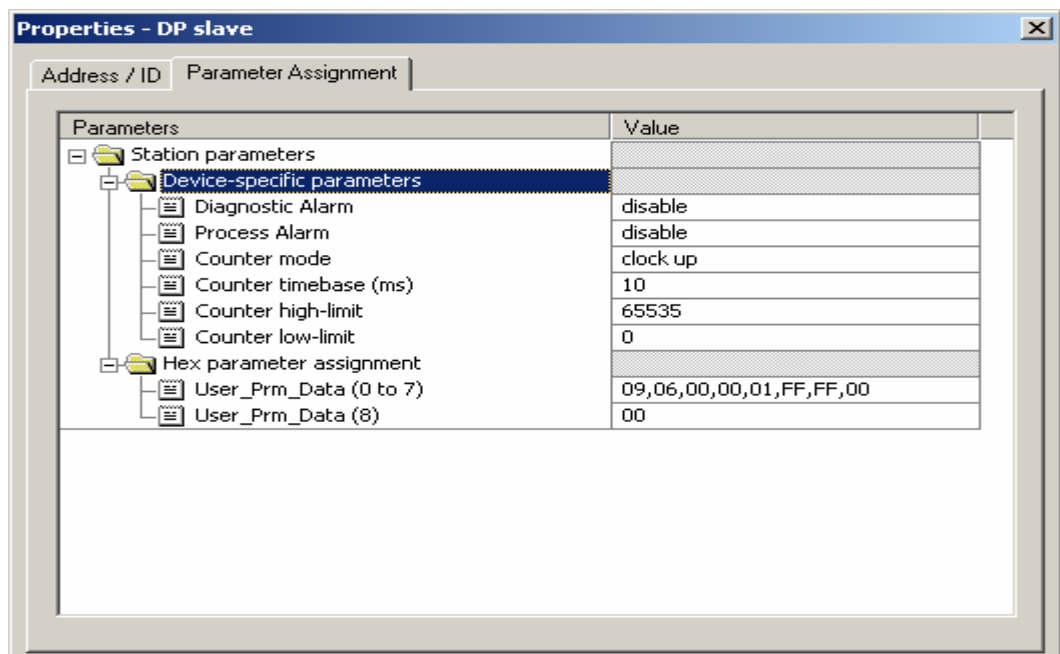 Properties - DP slave
Address / ID Parameter Assignment
Parameters Value
Station parameters
Device-specific parameters
Diagnostic Alarm disable
Process Alarm disable
Counter mode clock up
Counter timebase (ms) 10
Counter high-limit 65535
Counter low-limit 0
Hex parameter assignment
User_Prm_Data (0 to 7) 09,06,00,00,01,FF,FF,00
User_Prm_Data (8) 00